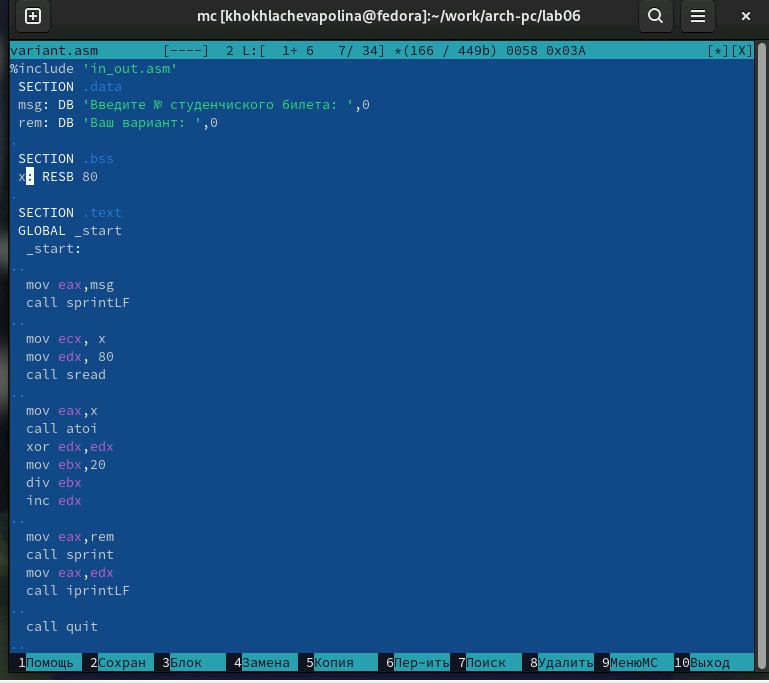 mc [khokhlachevapolina@fedora]:~/work/arch-pc/lab06
variant.asm [----] 2 L:[ 1+ 6 7/ 34] *(166 / 449b) 0058 0x03A [*][X]
%include 'in_out.asm'
SECTION .data
msg: DB 'Введите № студенчиского билета: ',0
rem: DB 'Ваш вариант: ',0
.
SECTION .bss
x: RESB 80
.
SECTION .text
GLOBAL _start
_start:
..
mov eax,msg
call sprintLF
..
mov ecx, x
mov edx, 80
call sread
..
mov eax,x
call atoi
xor edx,edx
mov ebx,20
div ebx
inc edx
..
mov eax,rem
call sprint
mov eax,edx
call iprintLF
..
call quit
..
1Помощь 2Сохран 3Блок 4Замена 5Копия 6Пер~ить 7Поиск 8Удалить 9МенюМС 10Выход